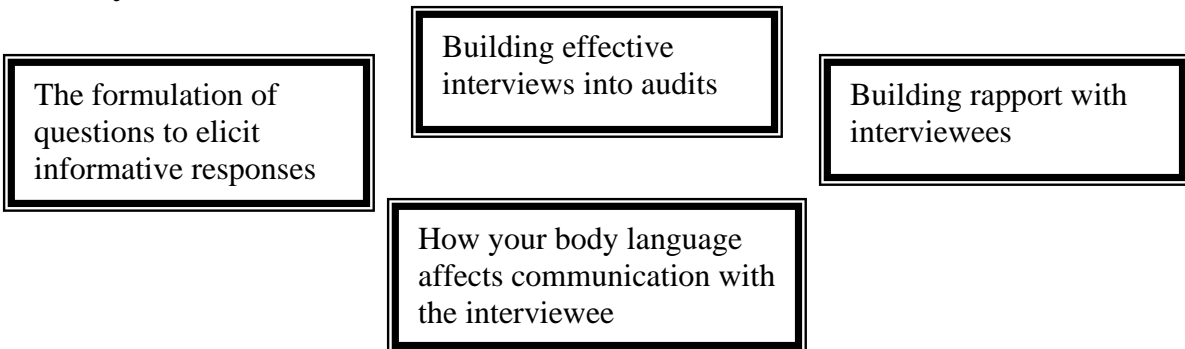 Building effective
interviews into audits
The formulation of
questions to elicit
informative responses
Building rapport with
interviewees
How your body language
affects communication with
the interviewee